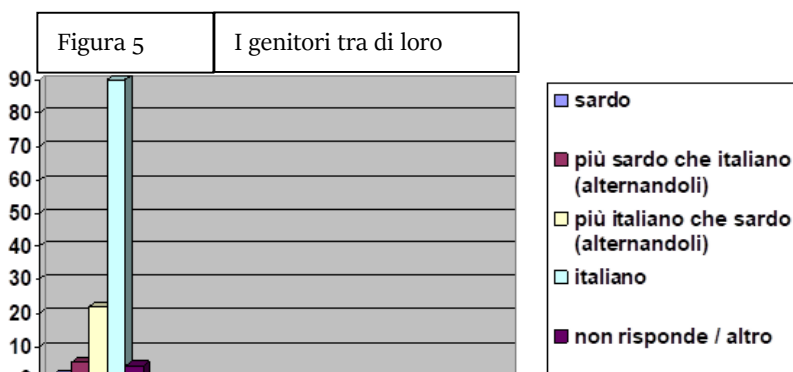 Figura 5
I genitori tra di loro
90
80
70
60
50
40
30
20
10
sardo
più sardo che italiano
(alternandoli)
più italiano che sardo
(alternandoli)
italiano
non risponde / altro